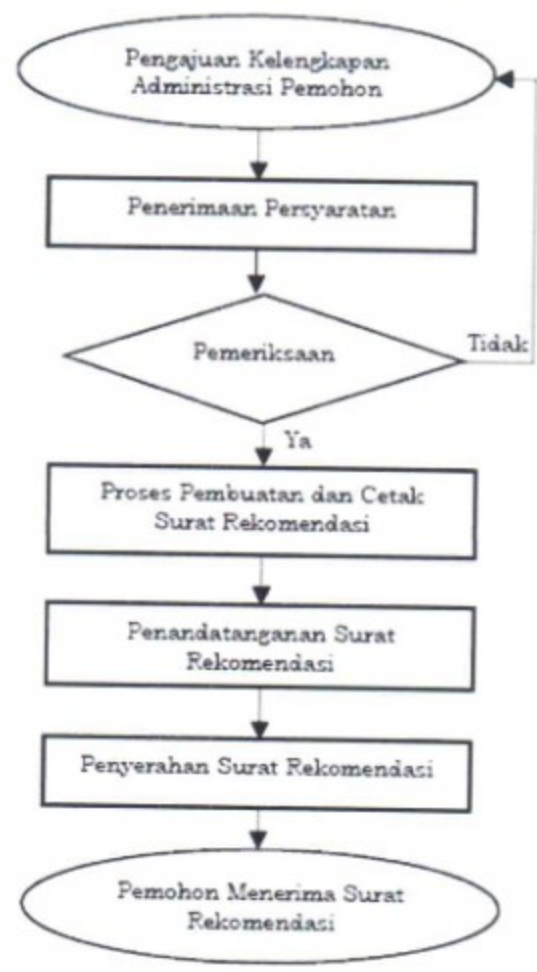 Pengajuan Kelengkapan
Administrasi Pemohon
Penerimaan Persyaratan
Pemeriksaan
Tidak
Ya
Proses Pembuatan dan Cetak
Surat Rekomendasi
Penandatanganan Surat
Rekomendasi
Penyerahan Surat Rekomendasi
Pemohon Menerima Surat
Rekomendasi